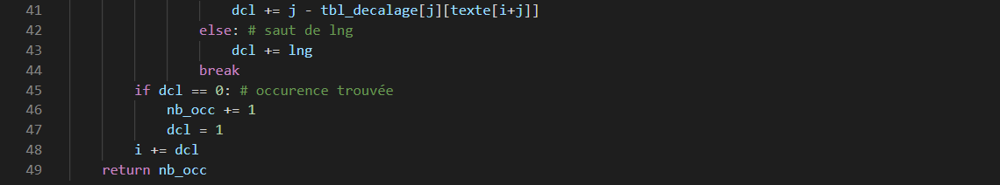 41 dcl += j - tbl_decalage[j][texte[i+j]]
42 else: # saut de lng
43 dcl += lng
44 break
45 if dcl == 0: # occurence trouvée
46 nb_occ += 1
47 dcl = 1
48 i += dcl
49 return nb_occ